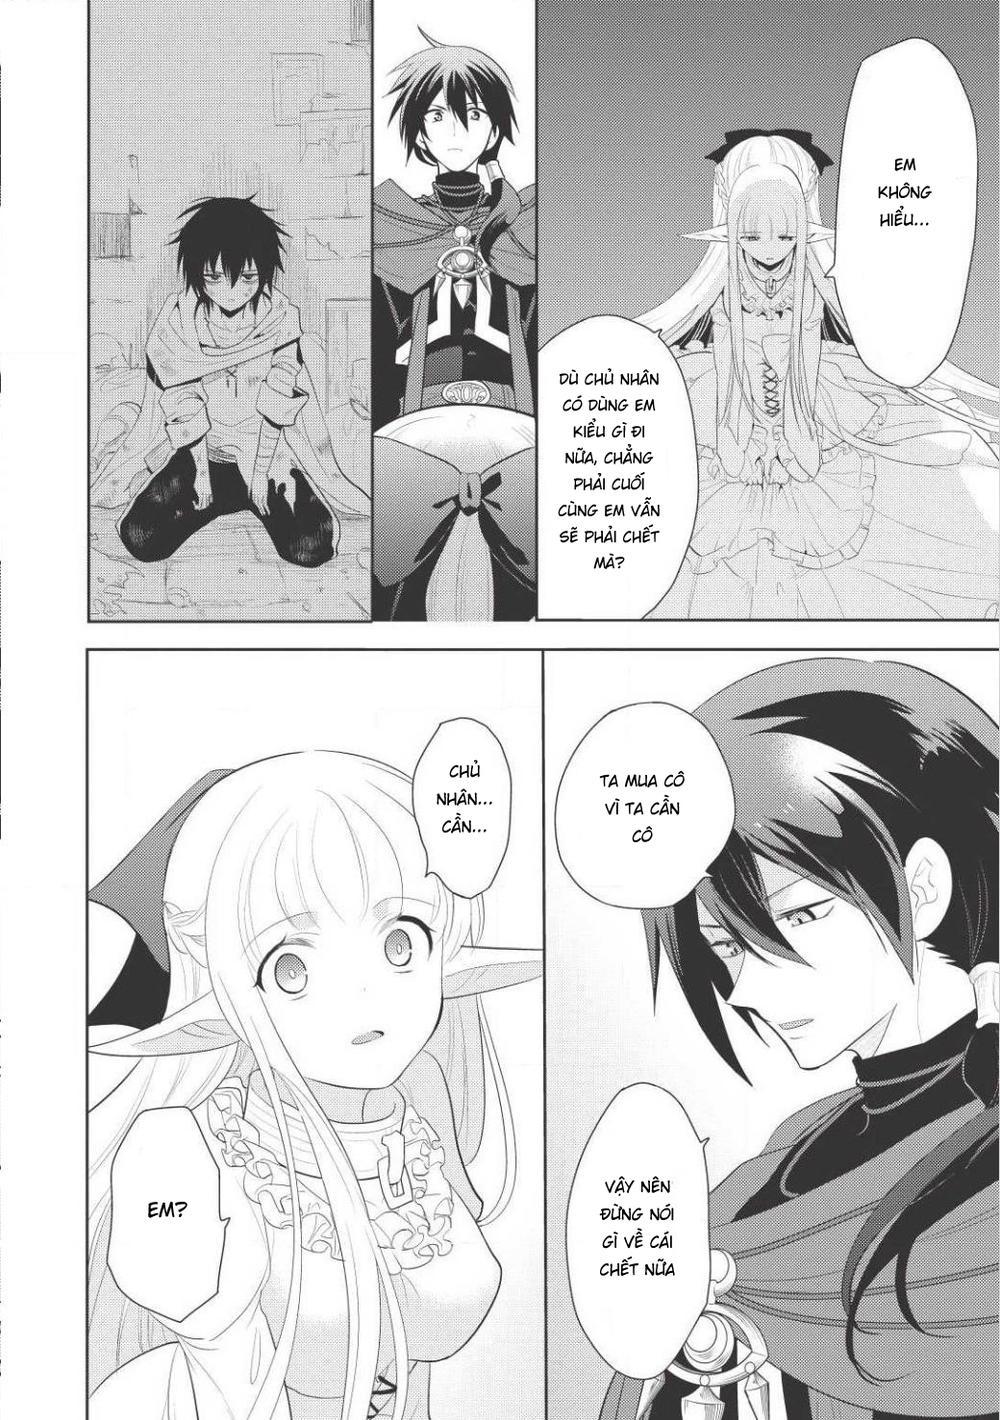 EM
KHÔNG
HIỂU...
DÙ CHỦ NHÂN
CÓ DÙNG EM
KIỂU GÌ ĐI
NỮA, CHẲNG
PHẢI CUỐI
CÙNG EM VẪN
SẼ PHẢI CHẾT
MÀ?
TA MUA CÔ
VÌ TA CẦN
CÔ
VẬY NÊN
ĐỪNG NÓI
GÌ VỀ CÁI
CHẾT NỮA
CHỦ
NHÂN...
CẦN...
EM?